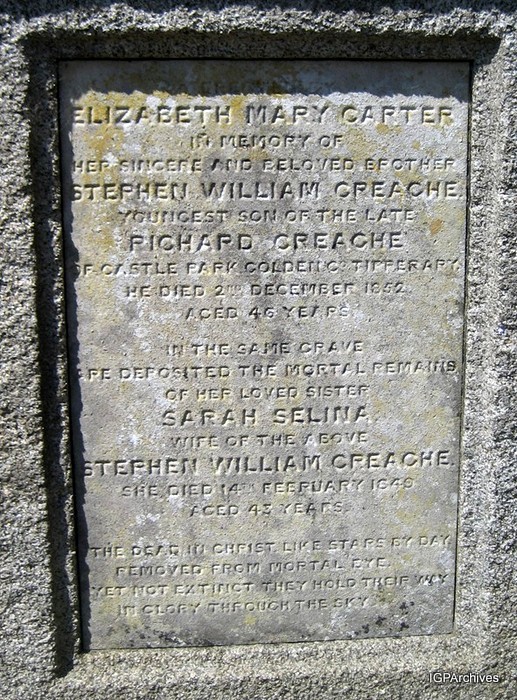 ELIZABETH MARY CARTER
IN MEMORY OF
HER SINCERE AND BELOVED BROTHER
STEPHEN WILLIAM CREAGHE.
YOUNGEST SON OF THE LATE
RICHARD CREAGHE
OF CASTLE PARK GOLDEN CO TIPPERARY.
HE DIED 2ND DECEMBER 1852.
AGED 46 YEARS.
IN THE SAME GRAVE
ARE DEPOSITED THE MORTAL REMAINS
OF HER LOVED SISTER
SARAH SELINA
WIFE OF THE ABOVE
STEPHEN WILLIAM CREAGHE.
SHE DIED 14TH FEBRUARY 1849
AGED 43 YEARS.
THE DEAD IN CHRIST, LIKE STARS BY DAY
REMOVED FROM MORTAL EYE.
YET NOT EXTINCT THEY HOLD THEIR WAY
IN GLORY THROUGH THE SKY
IGPArchives